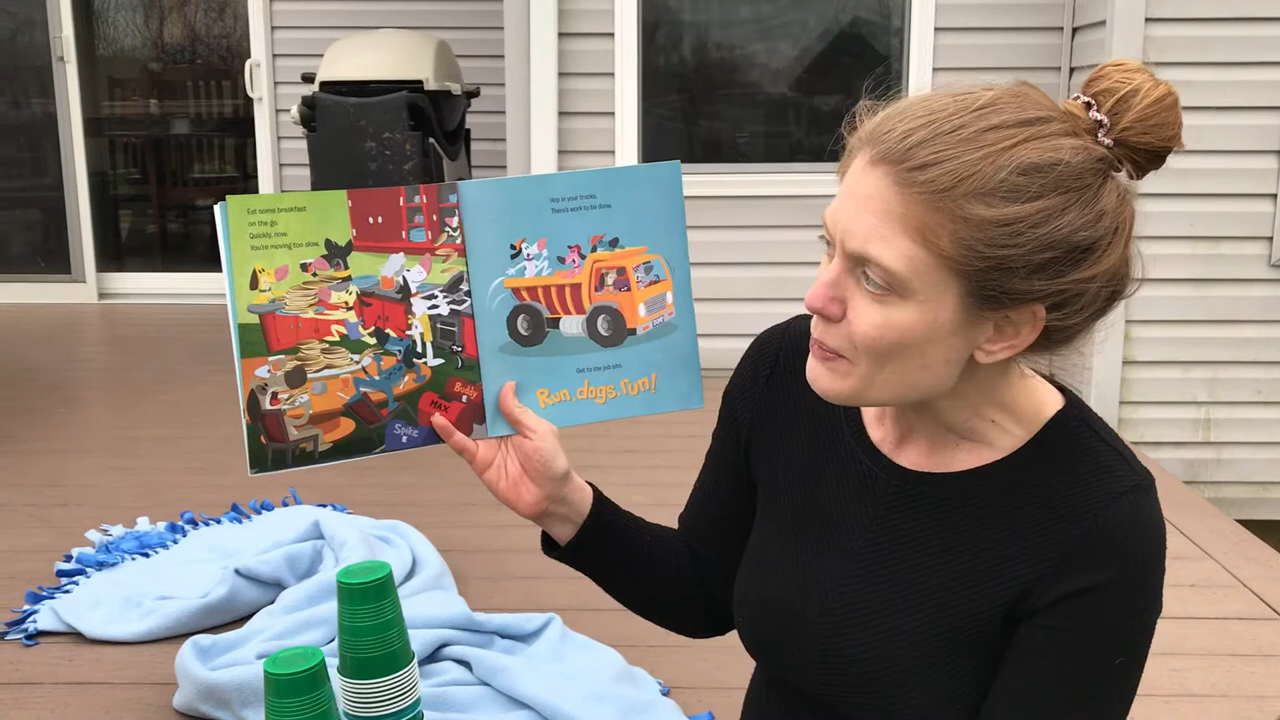 Eat some breakfast
on the go.
Quickly, now.
You're moving too slow.
Buddy
MAX
Spike
Hop in your trucks.
There's work to be done.
Get to the job site.
Run, dogs, run!